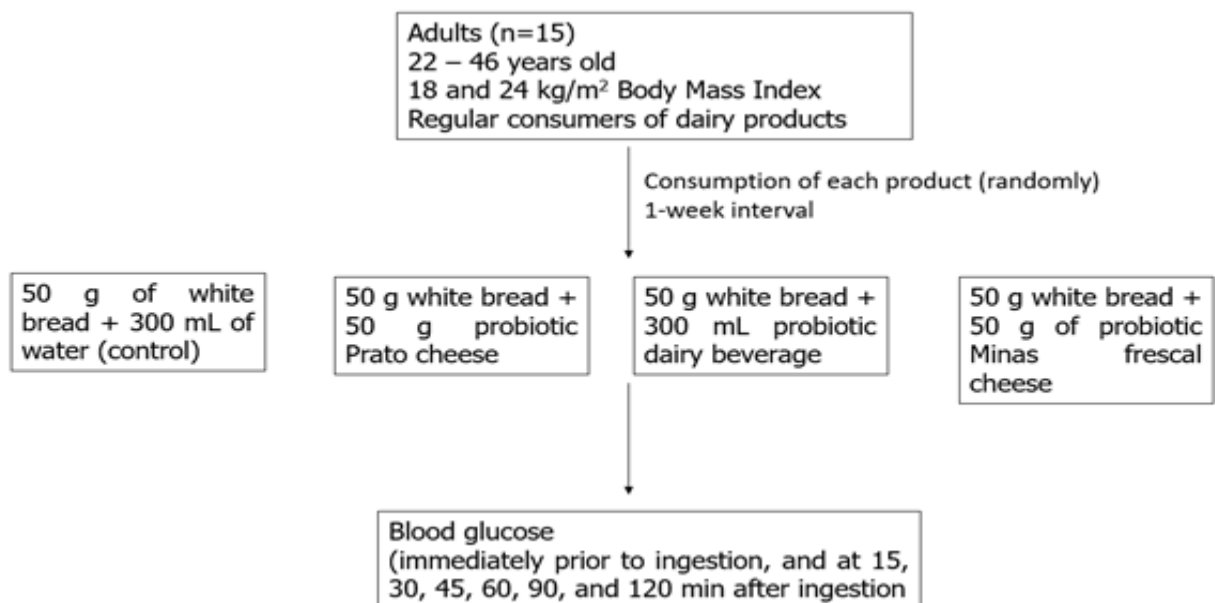 Adults (n=15)
22 – 46 years old
18 and 24 kg/m² Body Mass Index
Regular consumers of dairy products
Consumption of each product (randomly)
1-week interval
50 g of white
bread + 300 mL of
water (control)
50 g white bread +
50 g probiotic
Prato cheese
50 g white bread +
300 mL probiotic
dairy beverage
50 g white bread +
50 g of probiotic
Minas frescal
cheese
Blood glucose
(immediately prior to ingestion, and at 15,
30, 45, 60, 90, and 120 min after ingestion